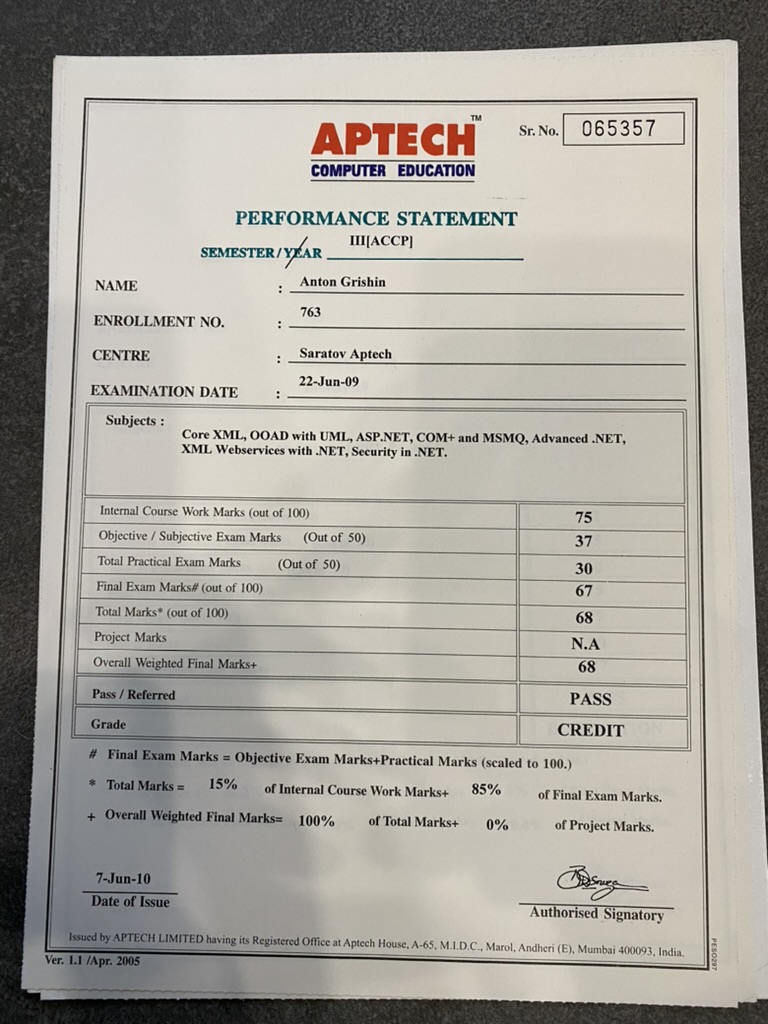 APTECH™
COMPUTER EDUCATION
Sr. No. 065357
PERFORMANCE STATEMENT
SEMESTER/YEAR III[ACCP]
NAME : Anton Grishin
ENROLLMENT NO. : 763
CENTRE : Saratov Aptech
EXAMINATION DATE : 22-Jun-09
Subjects :
Core XML, OOAD with UML, ASP.NET, COM+ and MSMQ, Advanced .NET,
XML Webservices with .NET, Security in .NET.
Internal Course Work Marks (out of 100) 75
Objective / Subjective Exam Marks (Out of 50) 37
Total Practical Exam Marks (Out of 50) 30
Final Exam Marks# (out of 100) 67
Total Marks* (out of 100) 68
Project Marks N.A
Overall Weighted Final Marks+ 68
Pass / Referred PASS
Grade CREDIT
# Final Exam Marks = Objective Exam Marks+Practical Marks (scaled to 100.)
* Total Marks = 15% of Internal Course Work Marks+ 85% of Final Exam Marks.
+ Overall Weighted Final Marks= 100% of Total Marks+ 0% of Project Marks.
7-Jun-10
Date of Issue
Authorised Signatory
Issued by APTECH LIMITED having its Registered Office at Aptech House, A-65, M.I.D.C., Marol, Andheri (E), Mumbai 400093, India.
Ver. 1.1 /Apr. 2005
PESO297